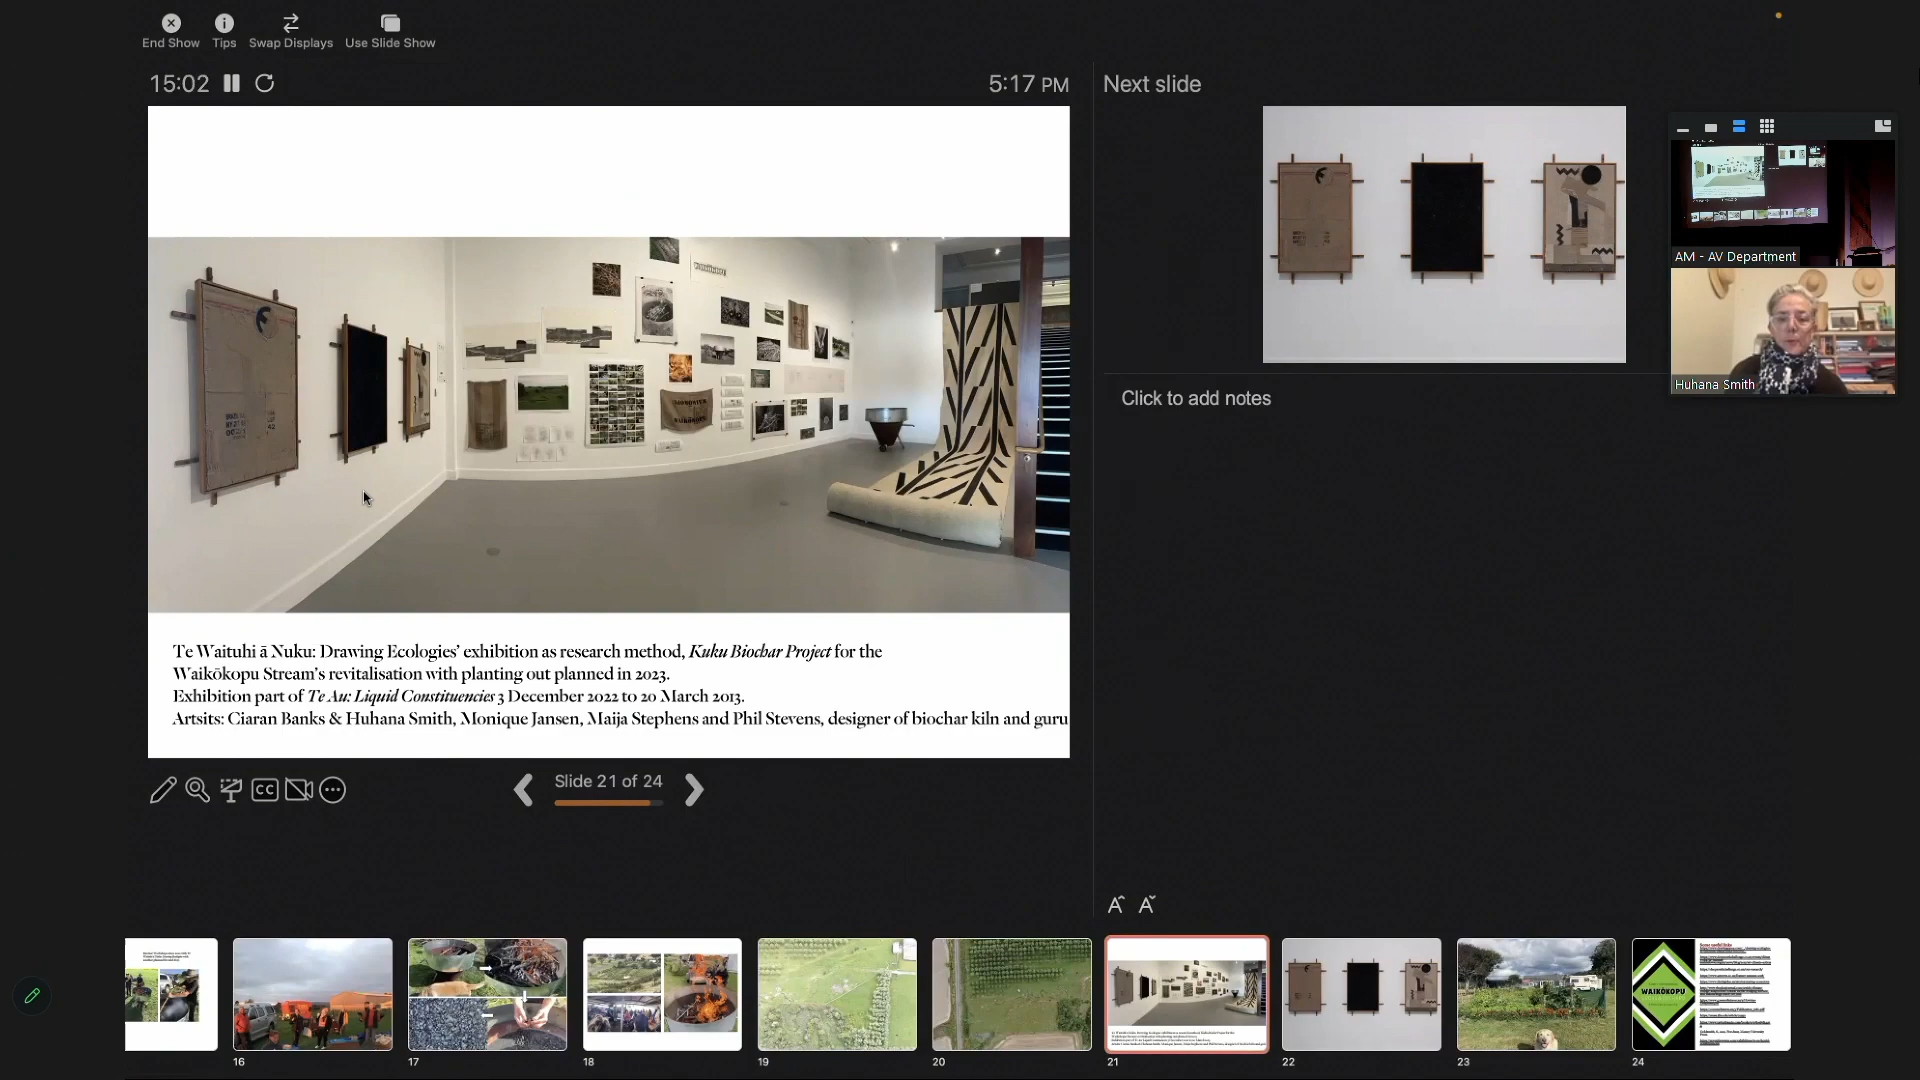 End Show
Tips
Swap Displays
Use Slide Show
15:02
5:17 PM
Next slide
AM - AV Department
Huhana Smith
Click to add notes
Te Waituhi ā Nuku: Drawing Ecologies' exhibition as research method, Kuku Biochar Project for the
Waikōkopu Stream's revitalisation with planting out planned in 2023.
Exhibition part of Te Au: Liquid Constituencies 3 December 2022 to 20 March 2013.
Artsits: Ciaran Banks & Huhana Smith, Monique Jansen, Maija Stephens and Phil Stevens, designer of biochar kiln and guru
CC
Slide 21 of 24
WAIKŌKOPU
Some useful links
16
17
18
19
20
21
22
23
24